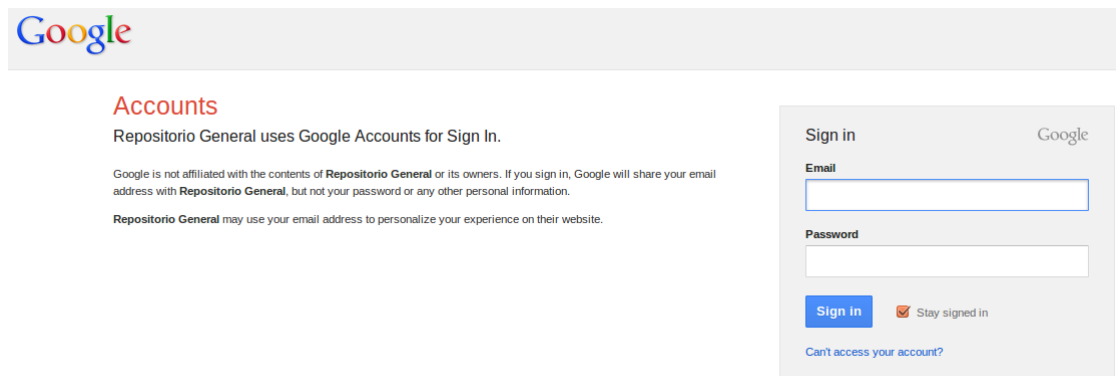 Google
Accounts
Repositorio General uses Google Accounts for Sign In.
Google is not affiliated with the contents of Repositorio General or its owners. If you sign in, Google will share your email
address with Repositorio General, but not your password or any other personal information.
Repositorio General may use your email address to personalize your experience on their website.
Sign in Google
Email
Password
Sign in Stay signed in
Can't access your account?